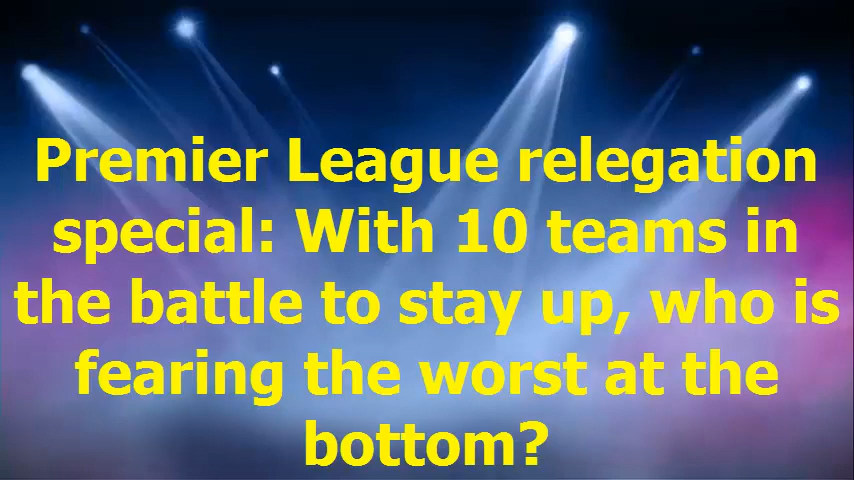 Premier League relegation
special: With 10 teams in
the battle to stay up, who is
fearing the worst at the
bottom?